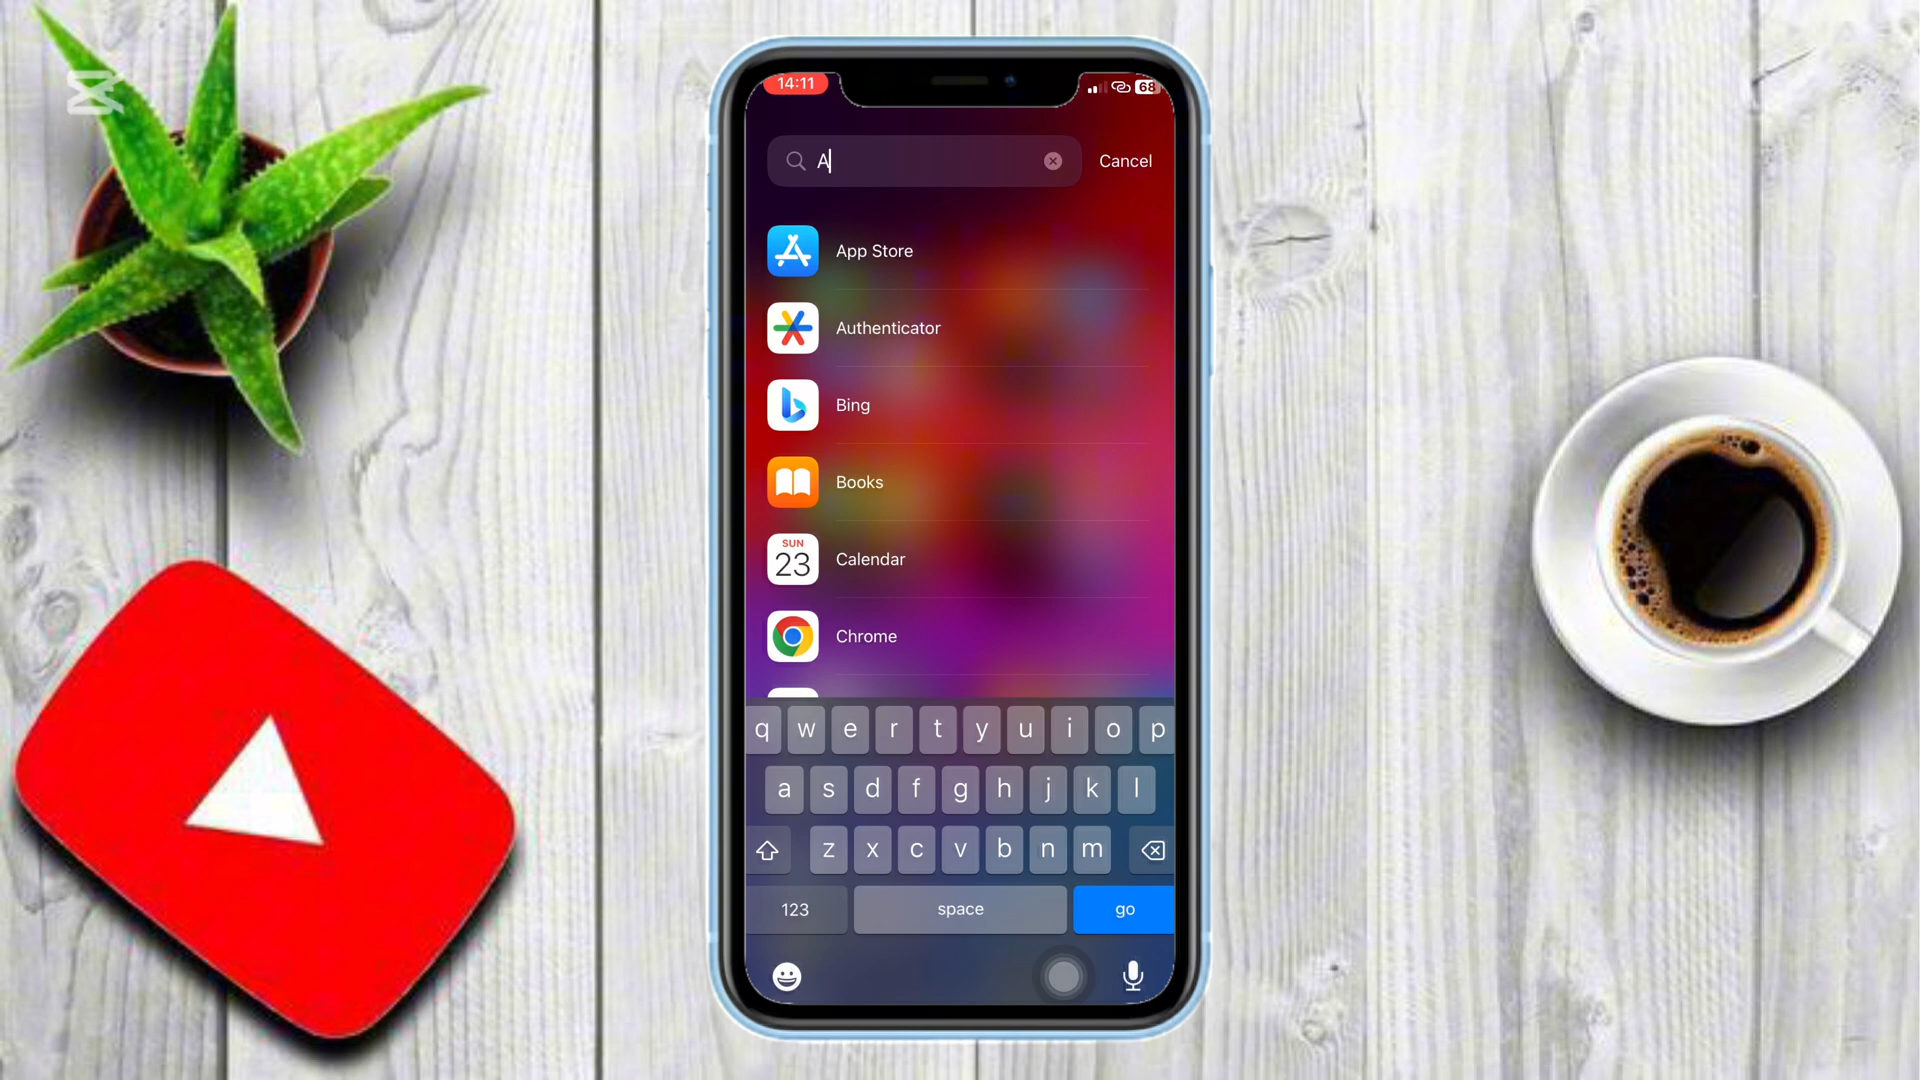 14:11
68
A
Cancel
App Store
Authenticator
Bing
Books
SUN
23
Calendar
Chrome
q w e r t y u i o p
a s d f g h j k l
z x c v b n m
123
space
go